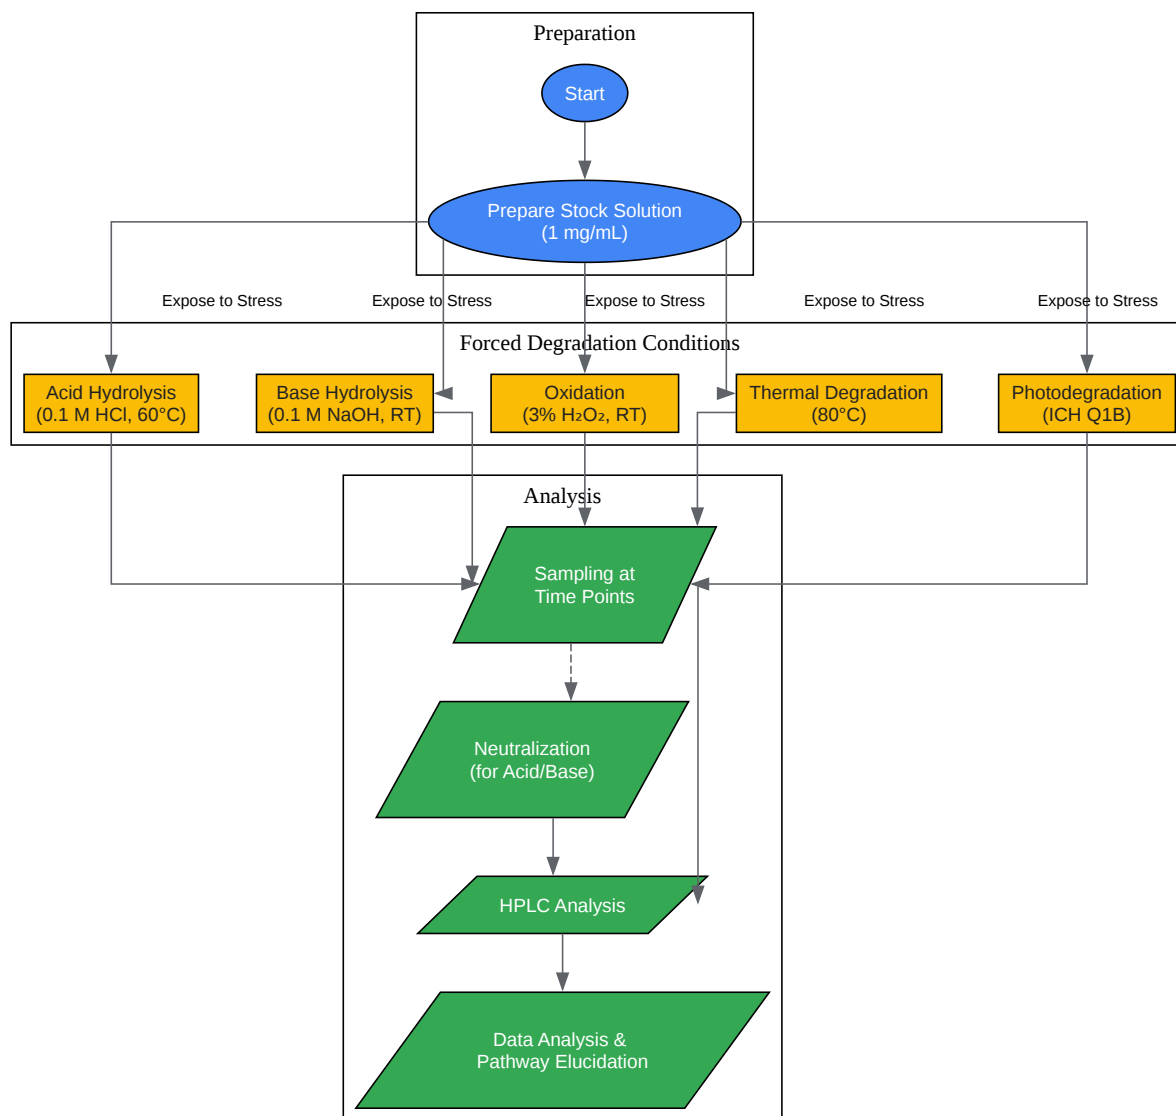 Preparation
Start
Prepare Stock Solution
(1 mg/mL)
Expose to Stress
Expose to Stress
Expose to Stress
Expose to Stress
Expose to Stress
Forced Degradation Conditions
Acid Hydrolysis
(0.1 M HCl, 60°C)
Base Hydrolysis
(0.1 M NaOH, RT)
Oxidation
(3% H₂O₂, RT)
Thermal Degradation
(80°C)
Photodegradation
(ICH Q1B)
Analysis
Sampling at
Time Points
Neutralization
(for Acid/Base)
HPLC Analysis
Data Analysis &
Pathway Elucidation